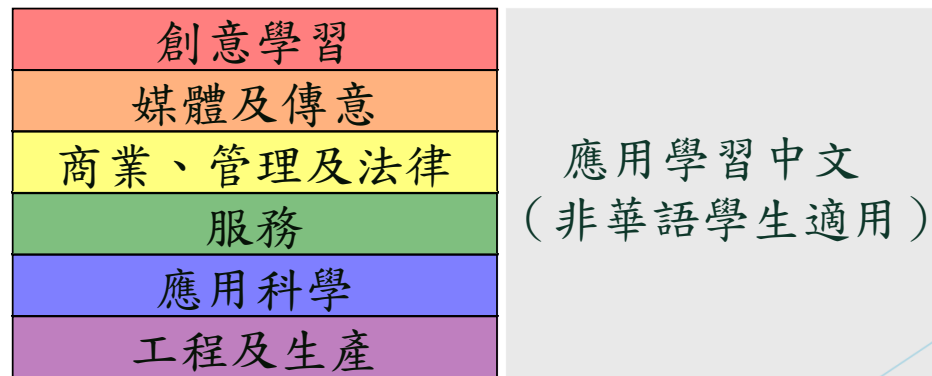 創意學習
媒體及傳意
商業、管理及法律
服務
應用科學
工程及生產
應用學習中文
（非華語學生適用）